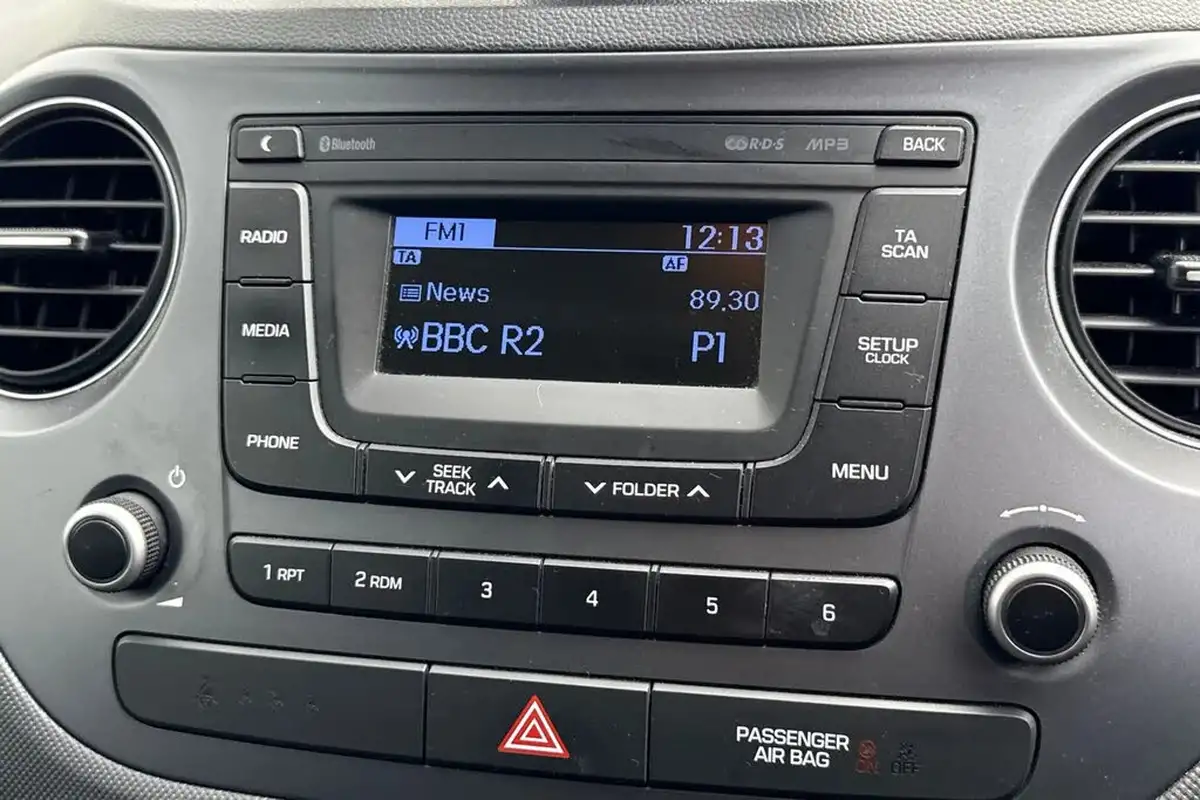 Bluetooth
R·D·S
MP3
BACK
RADIO
MEDIA
PHONE
FM1
12:13
TA
AF
News
89.30
BBC R2
P1
TA
SCAN
SETUP
CLOCK
MENU
SEEK
TRACK
FOLDER
1 RPT
2 RDM
3
4
5
6
PASSENGER
AIR BAG
ON
OFF